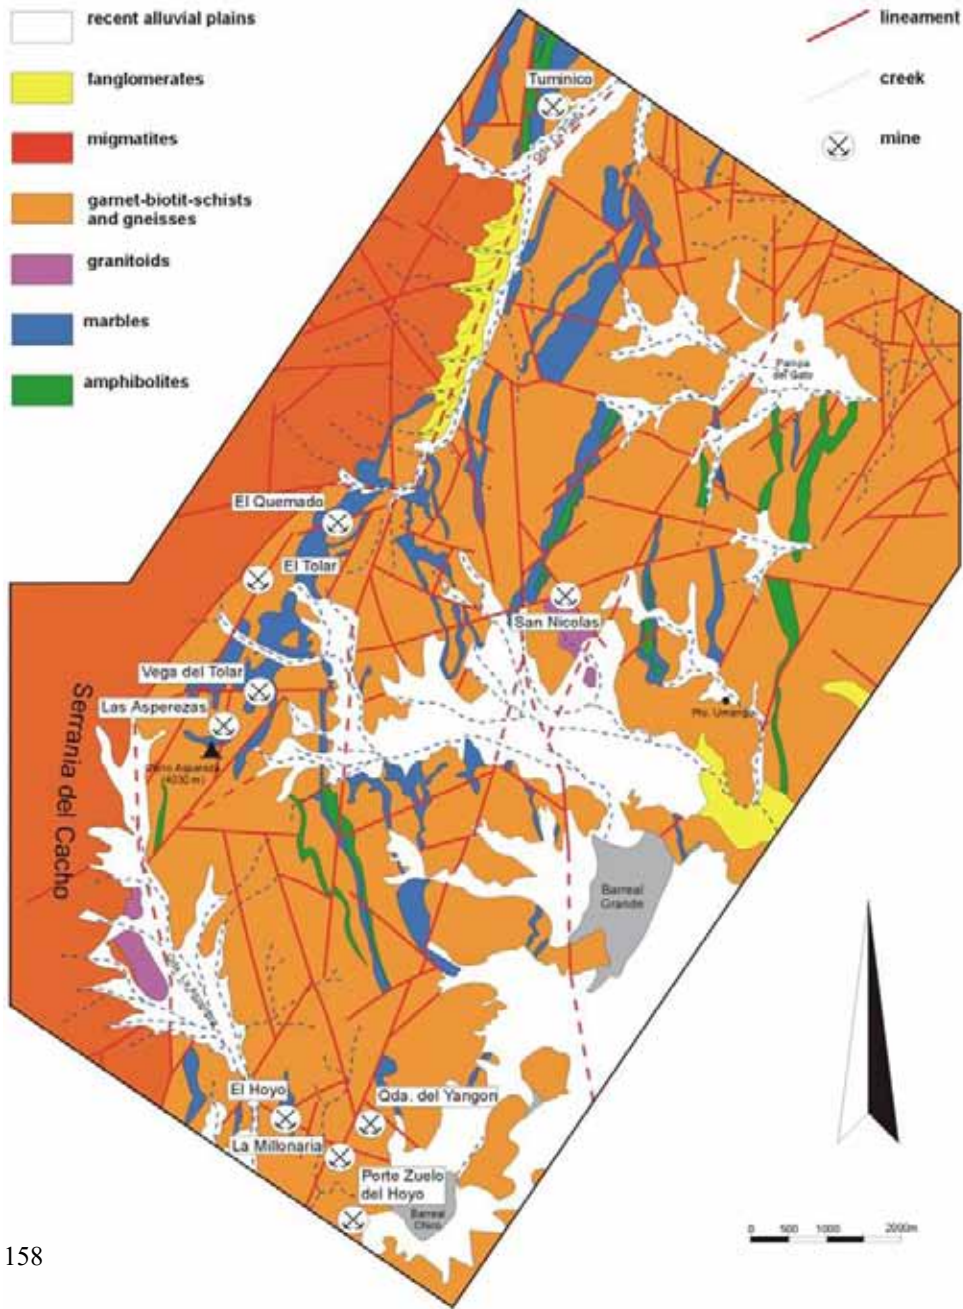 recent alluvial plains
fanglomerates
migmatites
garnet-biotit-schists
and gneisses
granitoids
marbles
amphibolites
lineament
creek
mine
Tuminico
Pampa
del Gato
El Quemado
El Tolar
San Nicolas
Vega del Tolar
Las Asperezas
(4030 m)
Serrania del Cacho
Barreal
Grande
El Hoyo
Qda. del Yangon
La Millonaria
Porte Zuelo
del Hoyo
Barreal
Chico
0 500 1000 2000m
158